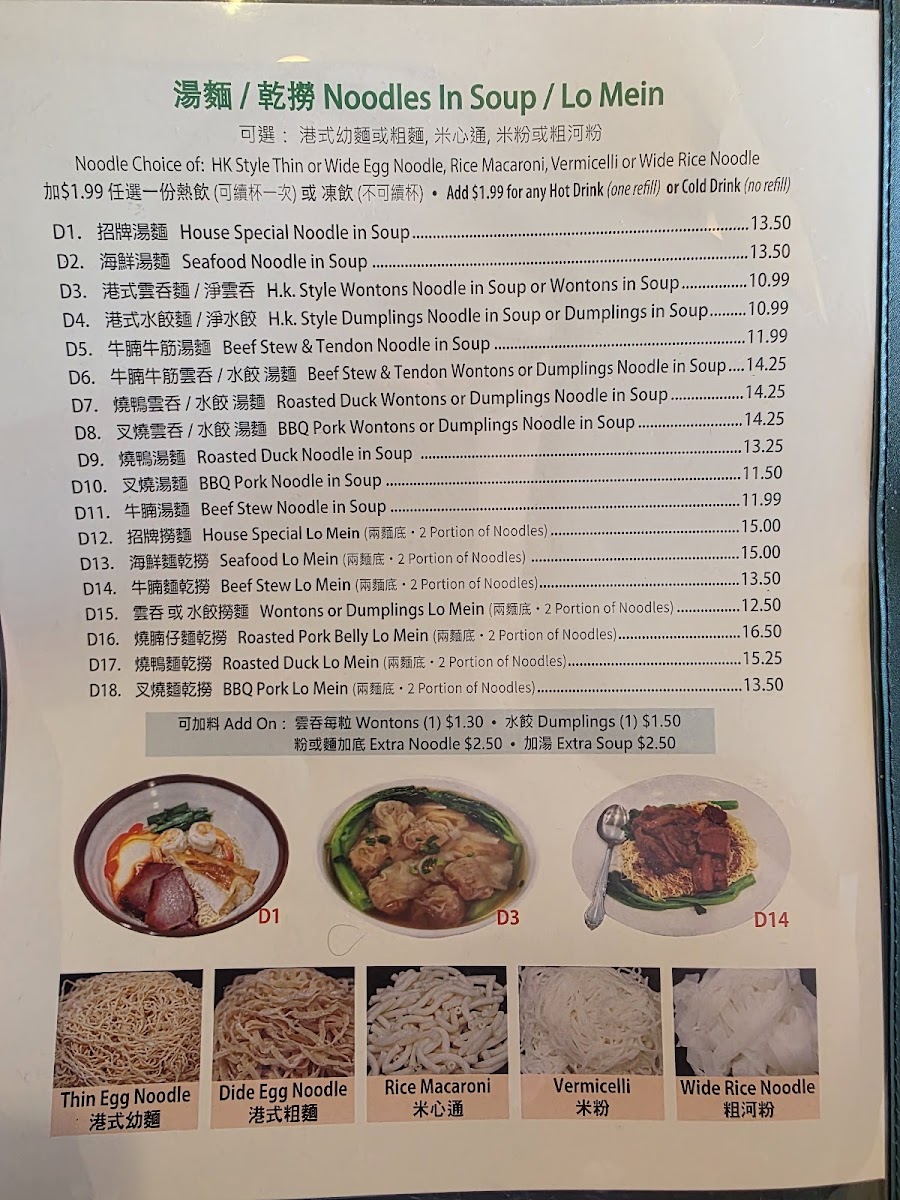 湯麵 / 乾撈 Noodles In Soup / Lo Mein
可選： 港式幼麵或粗麵, 米心通, 米粉或粗河粉
Noodle Choice of: HK Style Thin or Wide Egg Noodle, Rice Macaroni, Vermicelli or Wide Rice Noodle
加$1.99 任選一份熱飲 (可續杯一次) 或 凍飲 (不可續杯) • Add $1.99 for any Hot Drink (one refill) or Cold Drink (no refill)
D1. 招牌湯麵 House Special Noodle in Soup 13.50
D2. 海鮮湯麵 Seafood Noodle in Soup 13.50
D3. 港式雲吞麵 / 淨雲吞 H.k. Style Wontons Noodle in Soup or Wontons in Soup 10.99
D4. 港式水餃麵 / 淨水餃 H.k. Style Dumplings Noodle in Soup or Dumplings in Soup 10.99
D5. 牛腩牛筋湯麵 Beef Stew & Tendon Noodle in Soup 11.99
D6. 牛腩牛筋雲吞 / 水餃 湯麵 Beef Stew & Tendon Wontons or Dumplings Noodle in Soup 14.25
D7. 燒鴨雲吞 / 水餃 湯麵 Roasted Duck Wontons or Dumplings Noodle in Soup 14.25
D8. 叉燒雲吞 / 水餃 湯麵 BBQ Pork Wontons or Dumplings Noodle in Soup 14.25
D9. 燒鴨湯麵 Roasted Duck Noodle in Soup 13.25
D10. 叉燒湯麵 BBQ Pork Noodle in Soup 11.50
D11. 牛腩湯麵 Beef Stew Noodle in Soup 11.99
D12. 招牌撈麵 House Special Lo Mein (兩麵底・2 Portion of Noodles) 15.00
D13. 海鮮麵乾撈 Seafood Lo Mein (兩麵底・2 Portion of Noodles) 15.00
D14. 牛腩麵乾撈 Beef Stew Lo Mein (兩麵底・2 Portion of Noodles) 13.50
D15. 雲吞 或 水餃撈麵 Wontons or Dumplings Lo Mein (兩麵底・2 Portion of Noodles) 12.50
D16. 燒腩仔麵乾撈 Roasted Pork Belly Lo Mein (兩麵底・2 Portion of Noodles) 16.50
D17. 燒鴨麵乾撈 Roasted Duck Lo Mein (兩麵底・2 Portion of Noodles) 15.25
D18. 叉燒麵乾撈 BBQ Pork Lo Mein (兩麵底・2 Portion of Noodles) 13.50
可加料 Add On： 雲吞每粒 Wontons (1) $1.30 • 水餃 Dumplings (1) $1.50
粉或麵加底 Extra Noodle $2.50 • 加湯 Extra Soup $2.50
D1
D3
D14
Thin Egg Noodle
港式幼麵
Dide Egg Noodle
港式粗麵
Rice Macaroni
米心通
Vermicelli
米粉
Wide Rice Noodle
粗河粉